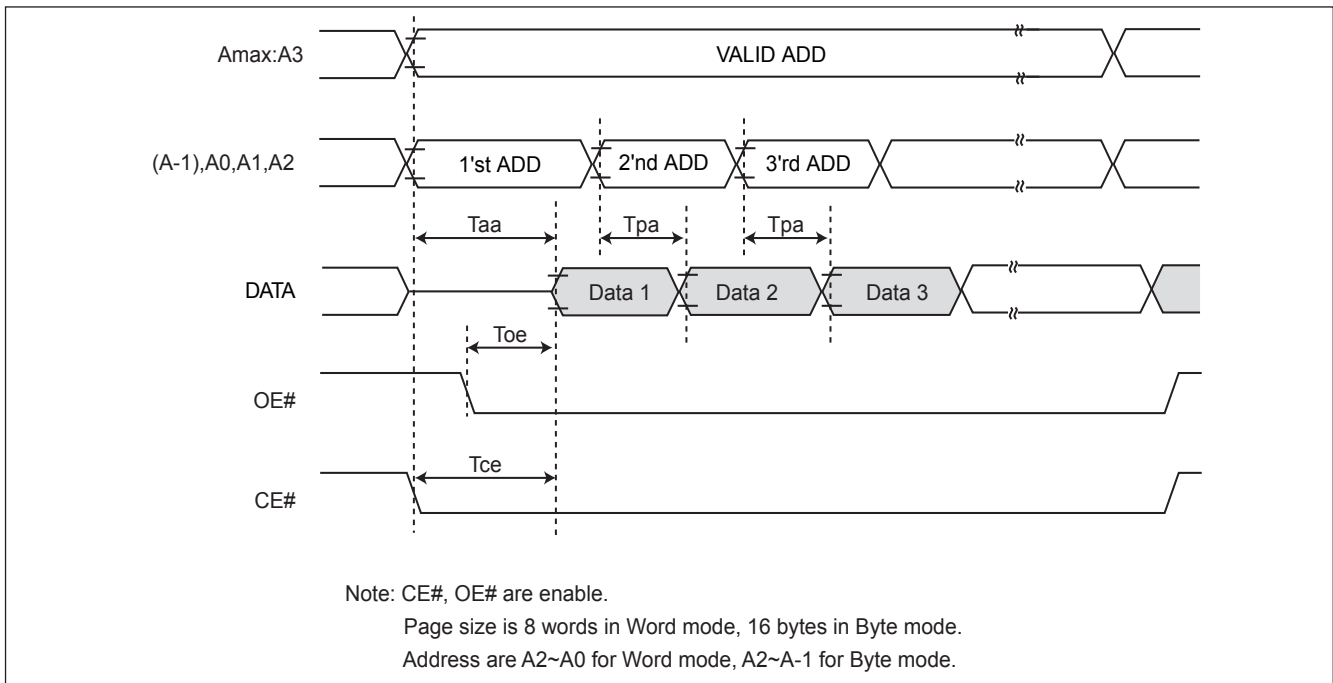 Amax:A3
VALID ADD
(A-1),A0,A1,A2
1'st ADD
2'nd ADD
3'rd ADD
Taa
Tpa
Tpa
DATA
Data 1
Data 2
Data 3
Toe
OE#
Tce
CE#
Note: CE#, OE# are enable.
Page size is 8 words in Word mode, 16 bytes in Byte mode.
Address are A2~A0 for Word mode, A2~A-1 for Byte mode.